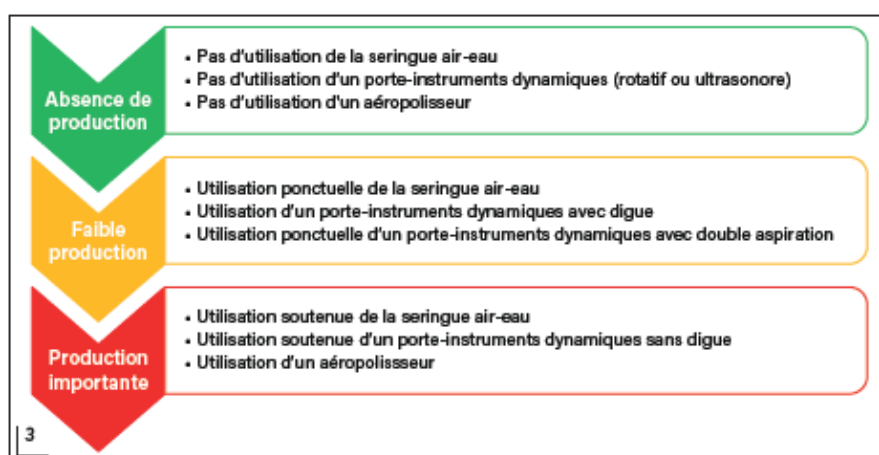 Absence de
production
• Pas d'utilisation de la seringue air-eau
• Pas d'utilisation d'un porte-instruments dynamiques (rotatif ou ultrasonore)
• Pas d'utilisation d'un aéropolisseur
Faible
production
• Utilisation ponctuelle de la seringue air-eau
• Utilisation d'un porte-instruments dynamiques avec digue
• Utilisation ponctuelle d'un porte-instruments dynamiques avec double aspiration
Production
importante
• Utilisation soutenue de la seringue air-eau
• Utilisation soutenue d'un porte-instruments dynamiques sans digue
• Utilisation d'un aéropolissseur
3